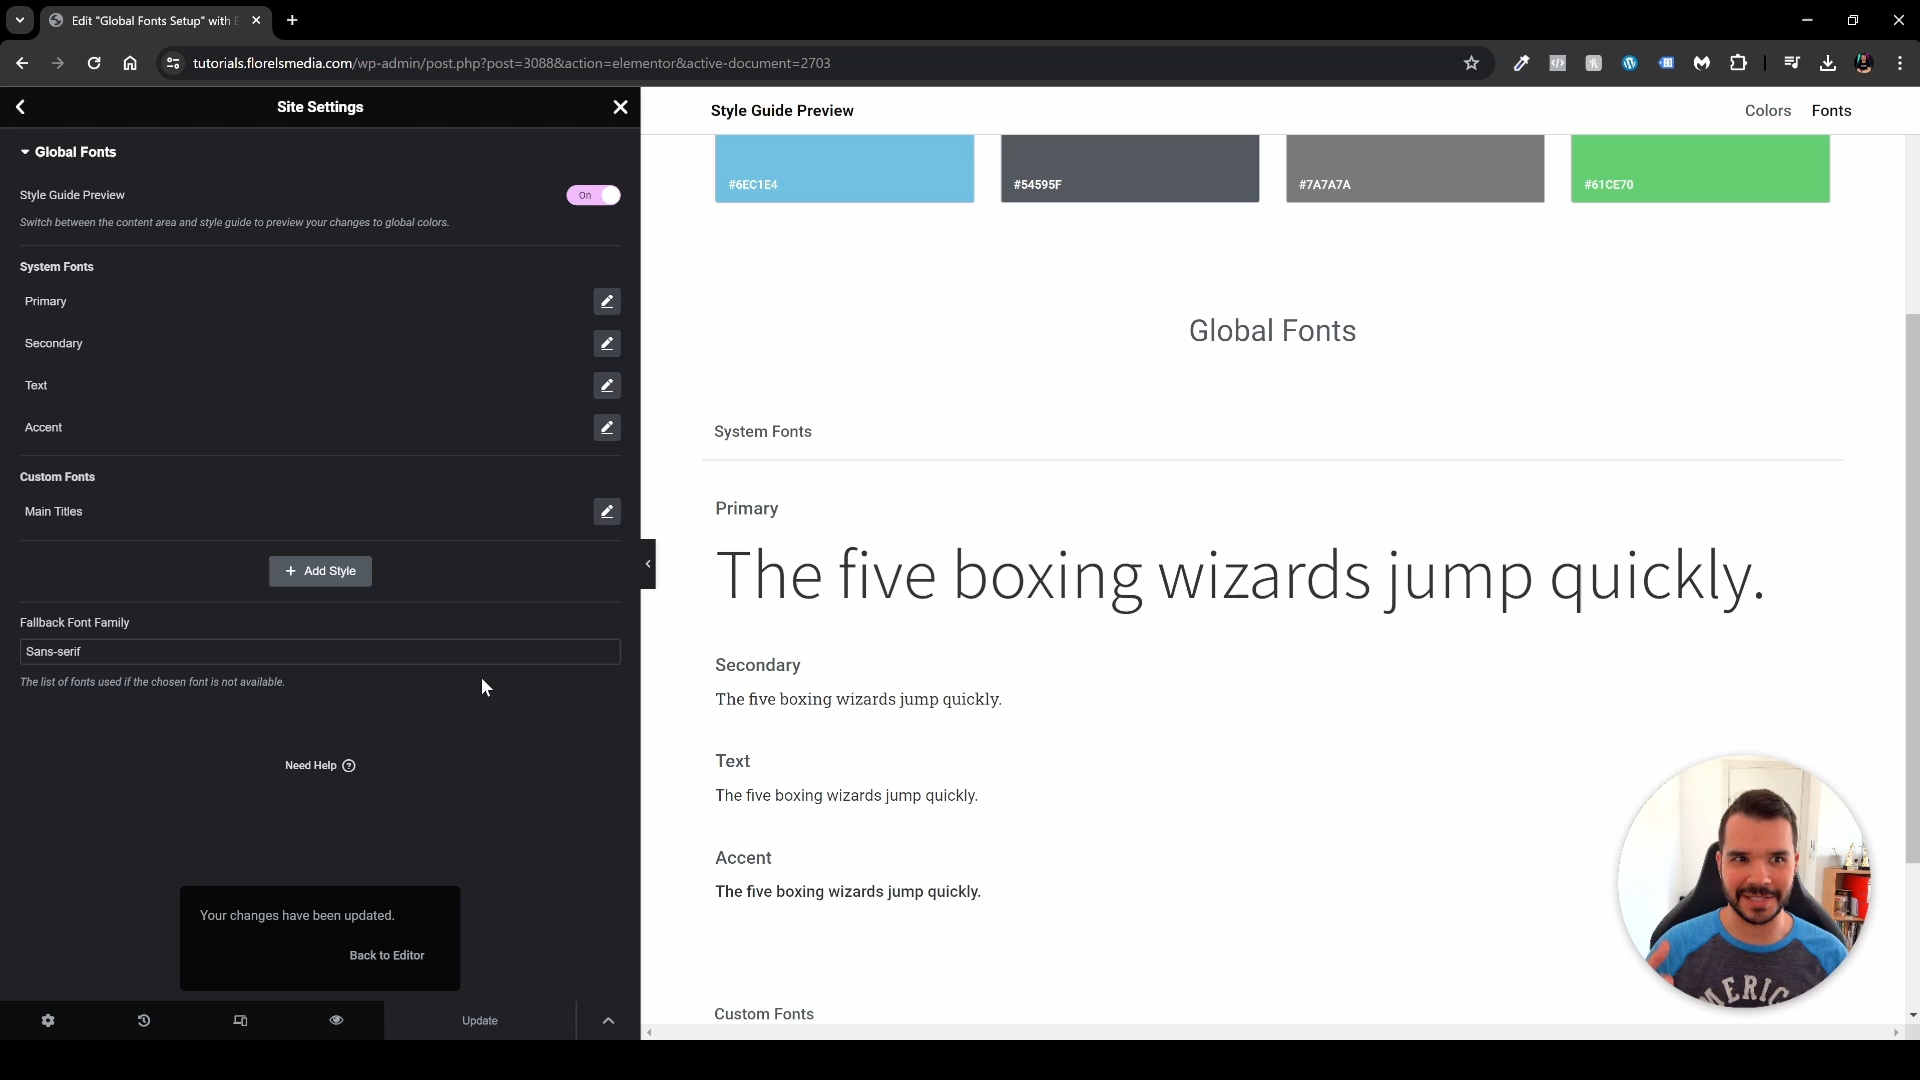 Edit "Global Fonts Setup" with E
tutorials.florelsmedia.com/wp-admin/post.php?post=3088&action=elementor&active-document=2703
Site Settings
Global Fonts
Style Guide Preview
On
Switch between the content area and style guide to preview your changes to global colors.
System Fonts
Primary
Secondary
Text
Accent
Custom Fonts
Main Titles
+ Add Style
Fallback Font Family
Sans-serif
The list of fonts used if the chosen font is not available.
Need Help
Your changes have been updated.
Back to Editor
Update
Style Guide Preview
Colors
Fonts
#6EC1E4
#54595F
#7A7A7A
#61CE70
Global Fonts
System Fonts
Primary
The five boxing wizards jump quickly.
Secondary
The five boxing wizards jump quickly.
Text
The five boxing wizards jump quickly.
Accent
The five boxing wizards jump quickly.
Custom Fonts